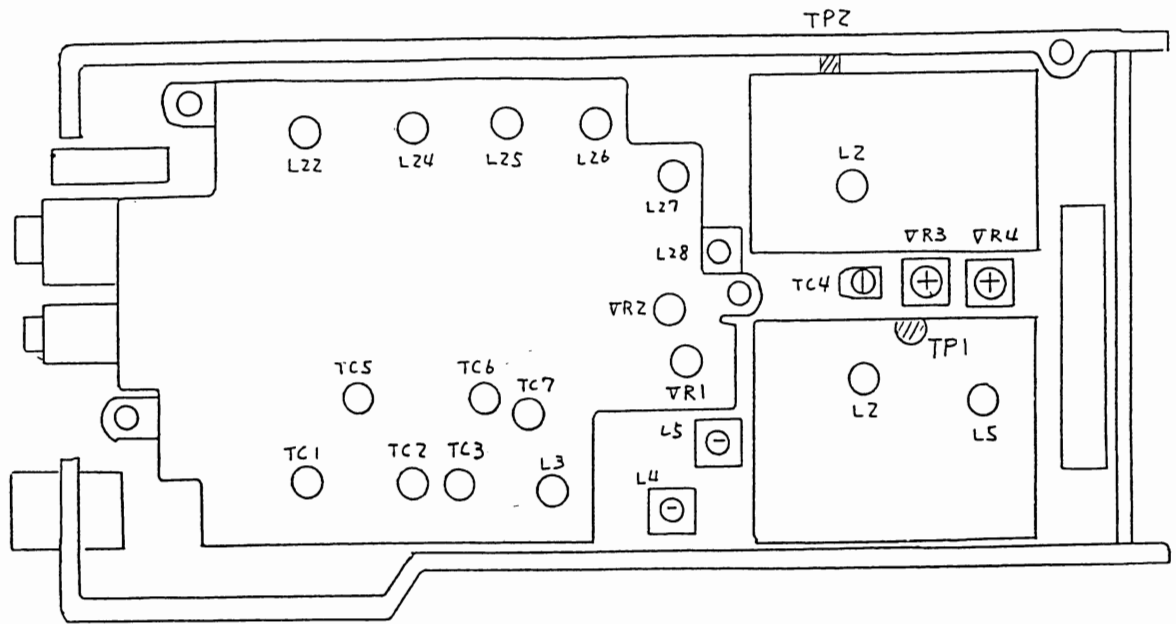 TP2
L22
L24
L25
L26
L27
L28
L2
VR3
VR4
TC4
VR2
TP1
VR1
TC5
TC6
TC7
L2
L5
L5
TC1
TC2
TC3
L3
L4